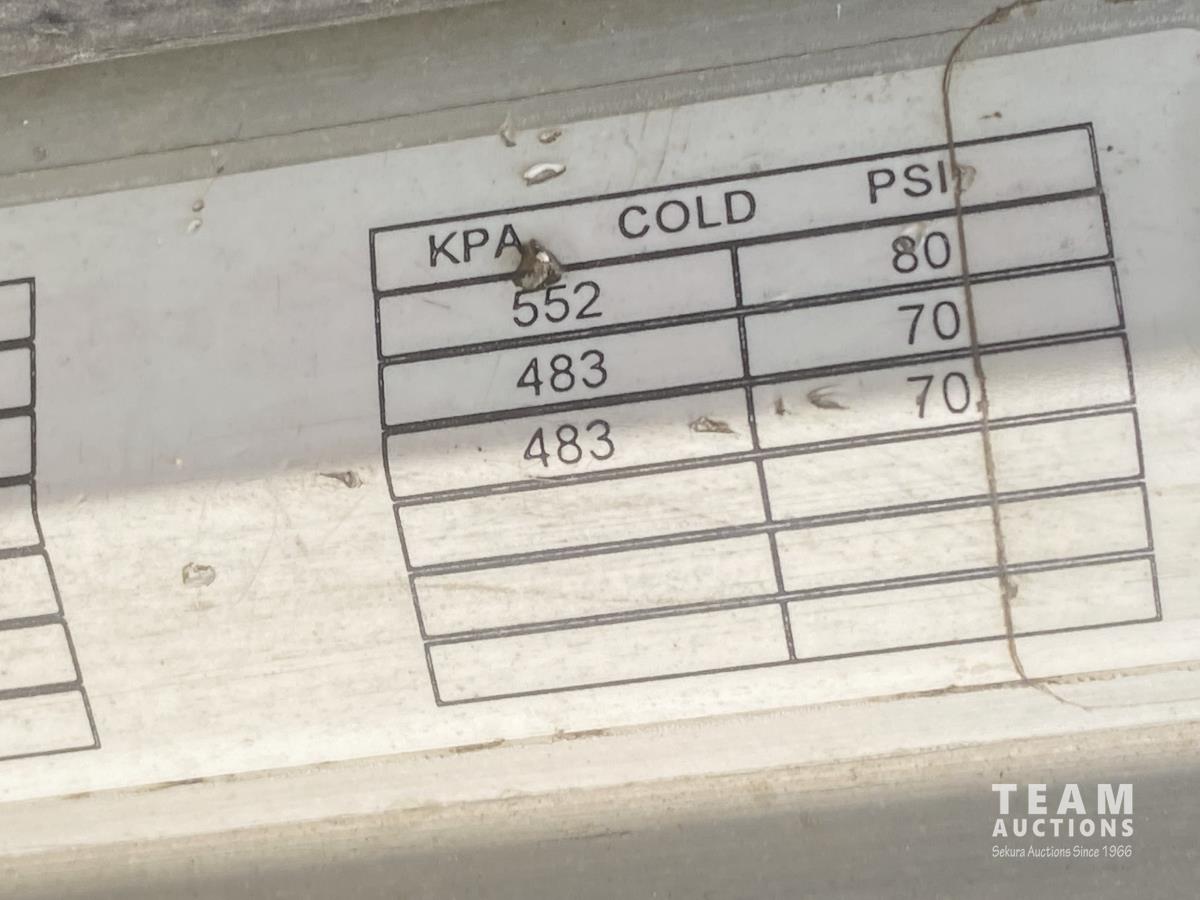 KPA COLD PSI
552 80
483 70
483 70
TEAM
AUCTIONS
Sekura Auctions Since 1966